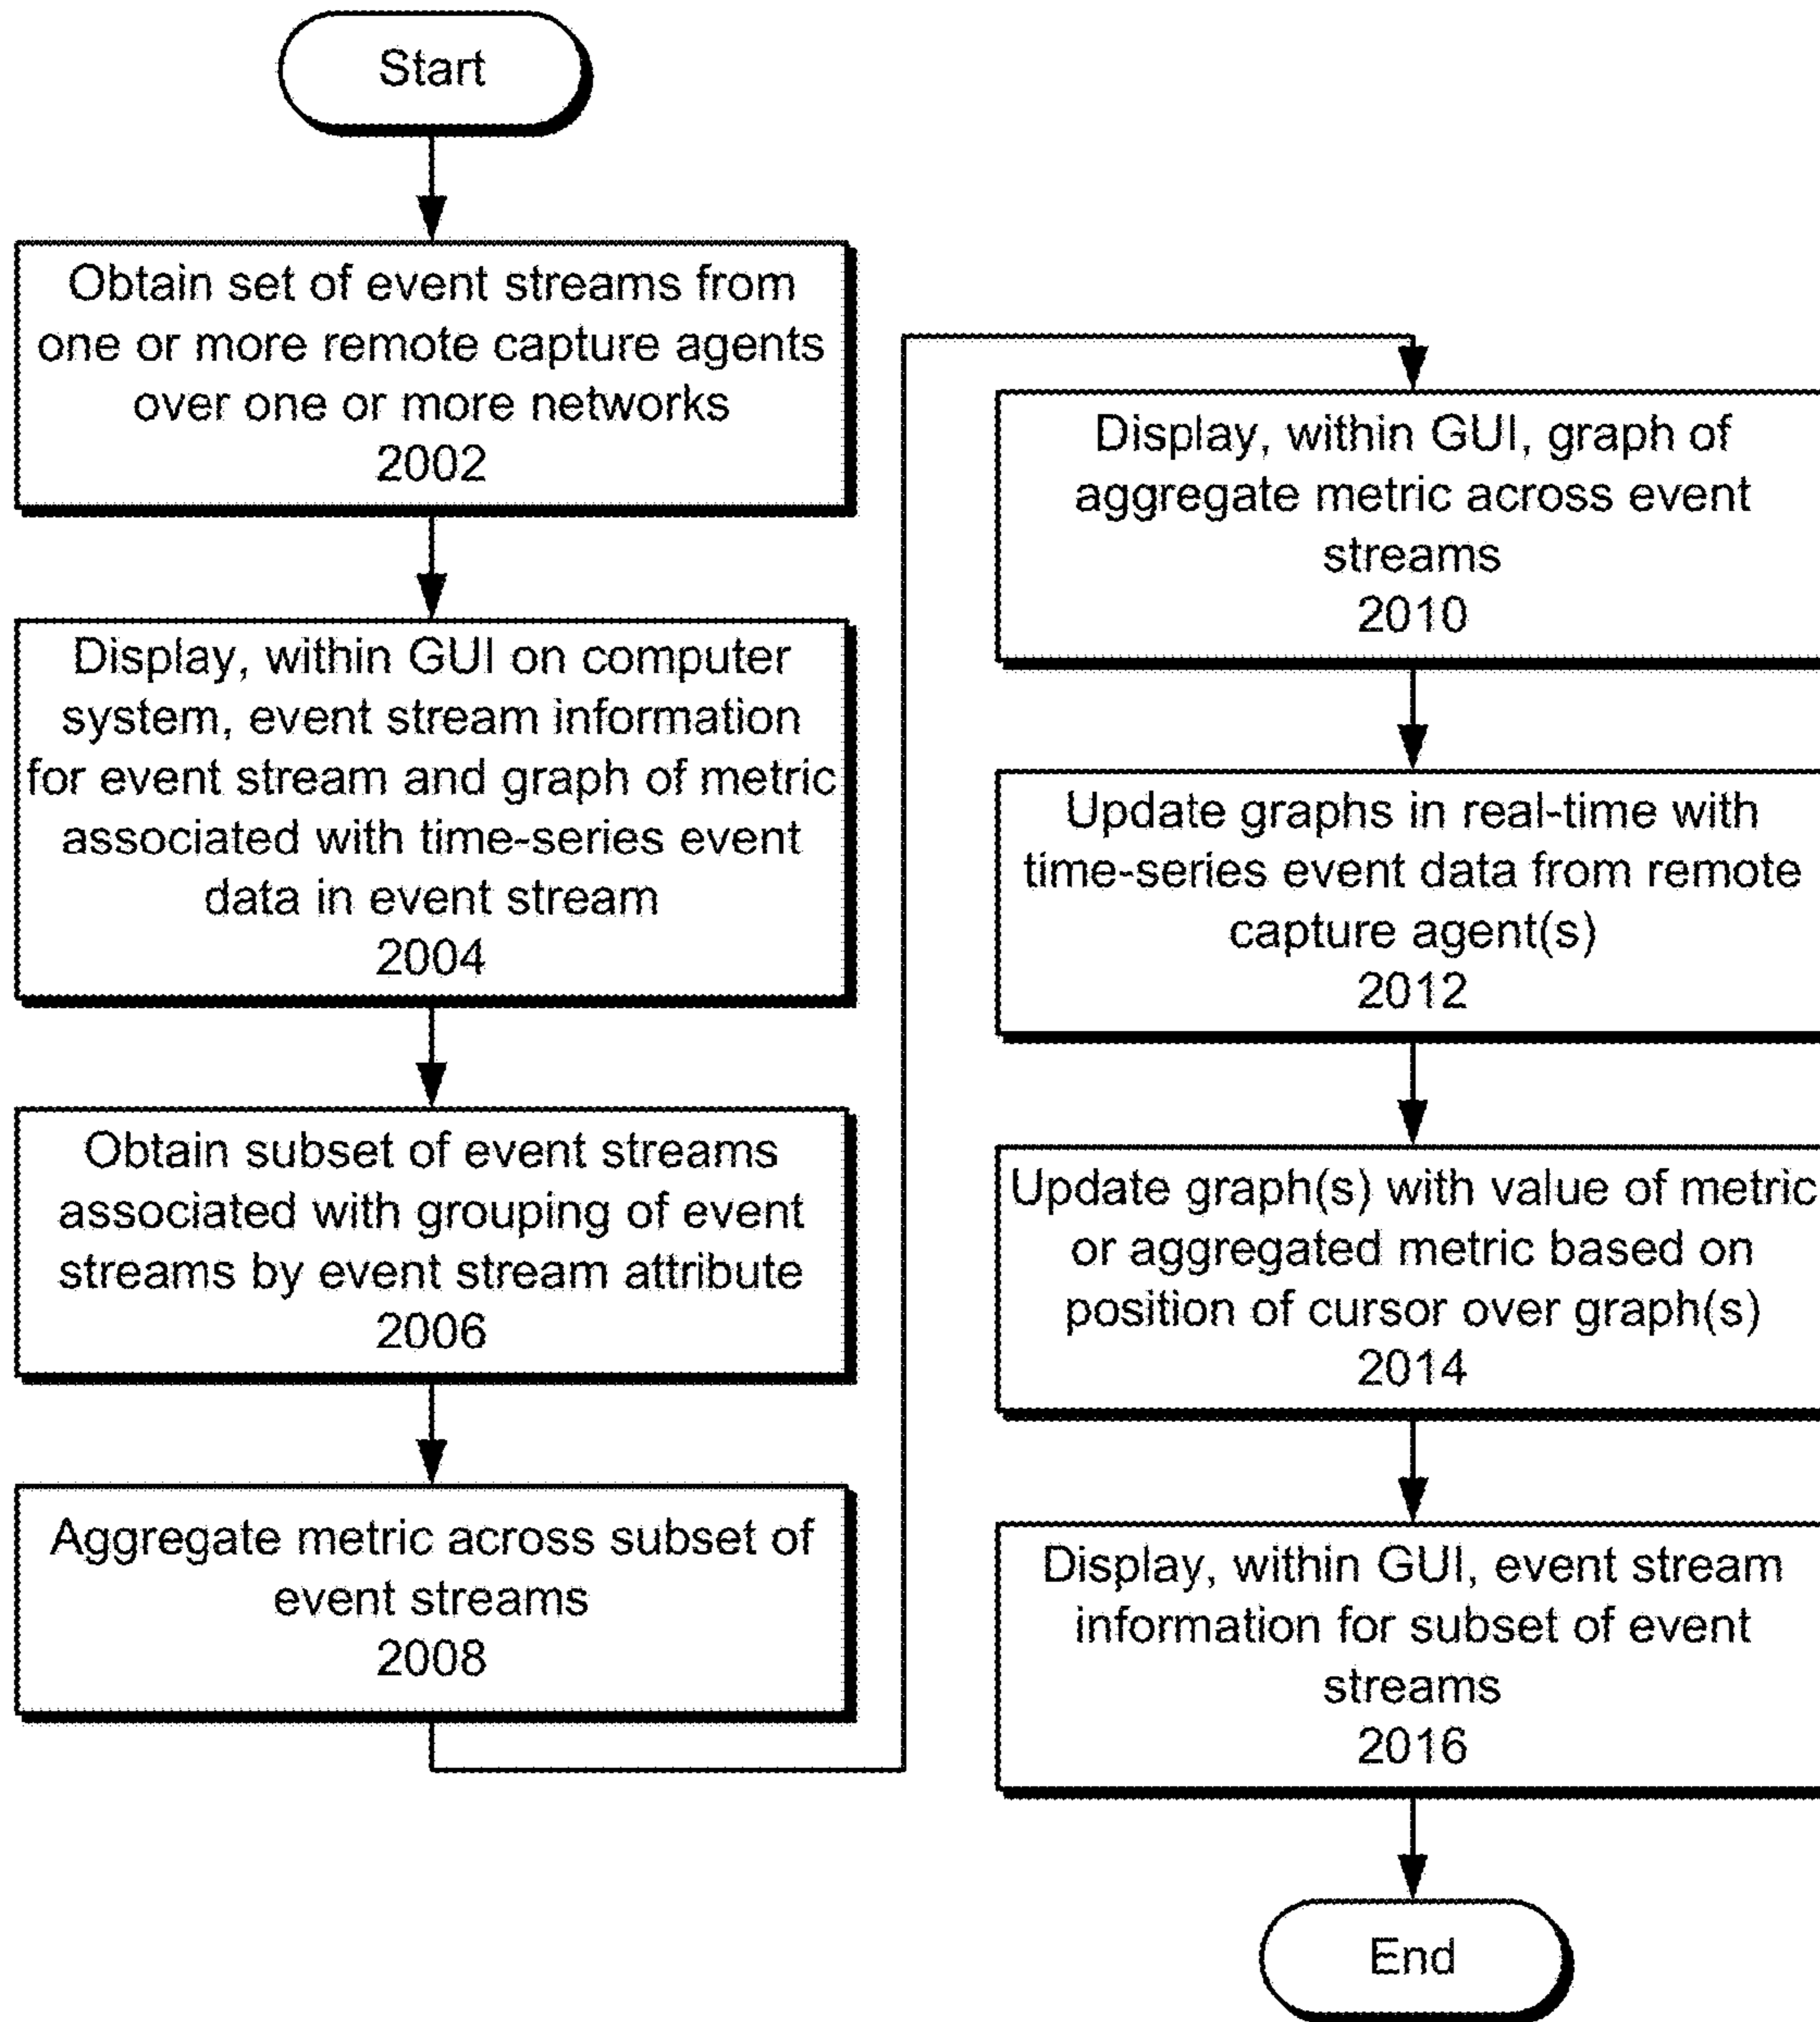 Start
Obtain set of event streams from
one or more remote capture agents
over one or more networks
2002
Display, within GUI on computer
system, event stream information
for event stream and graph of metric
associated with time-series event
data in event stream
2004
Obtain subset of event streams
associated with grouping of event
streams by event stream attribute
2006
Aggregate metric across subset of
event streams
2008
Display, within GUI, graph of
aggregate metric across event
streams
2010
Update graphs in real-time with
time-series event data from remote
capture agent(s)
2012
Update graph(s) with value of metric
or aggregated metric based on
position of cursor over graph(s)
2014
Display, within GUI, event stream
information for subset of event
streams
2016
End